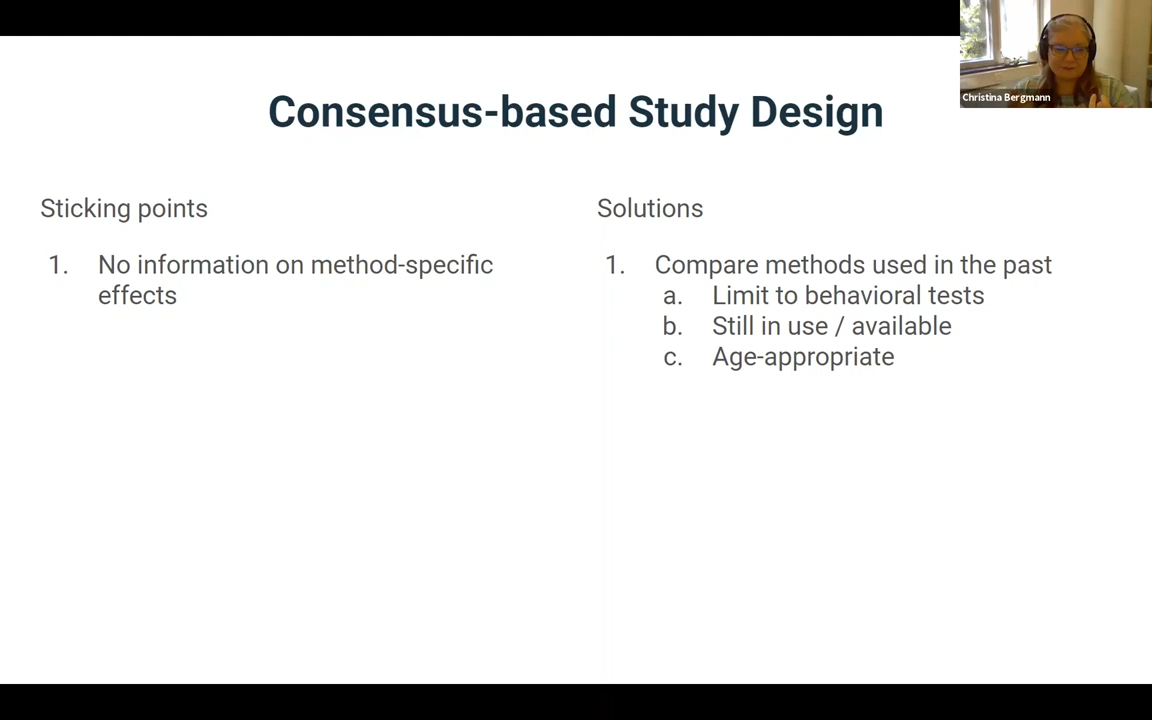 Christina Bergmann
Consensus-based Study Design
Sticking points
1. No information on method-specific
effects
Solutions
1. Compare methods used in the past
a. Limit to behavioral tests
b. Still in use / available
c. Age-appropriate